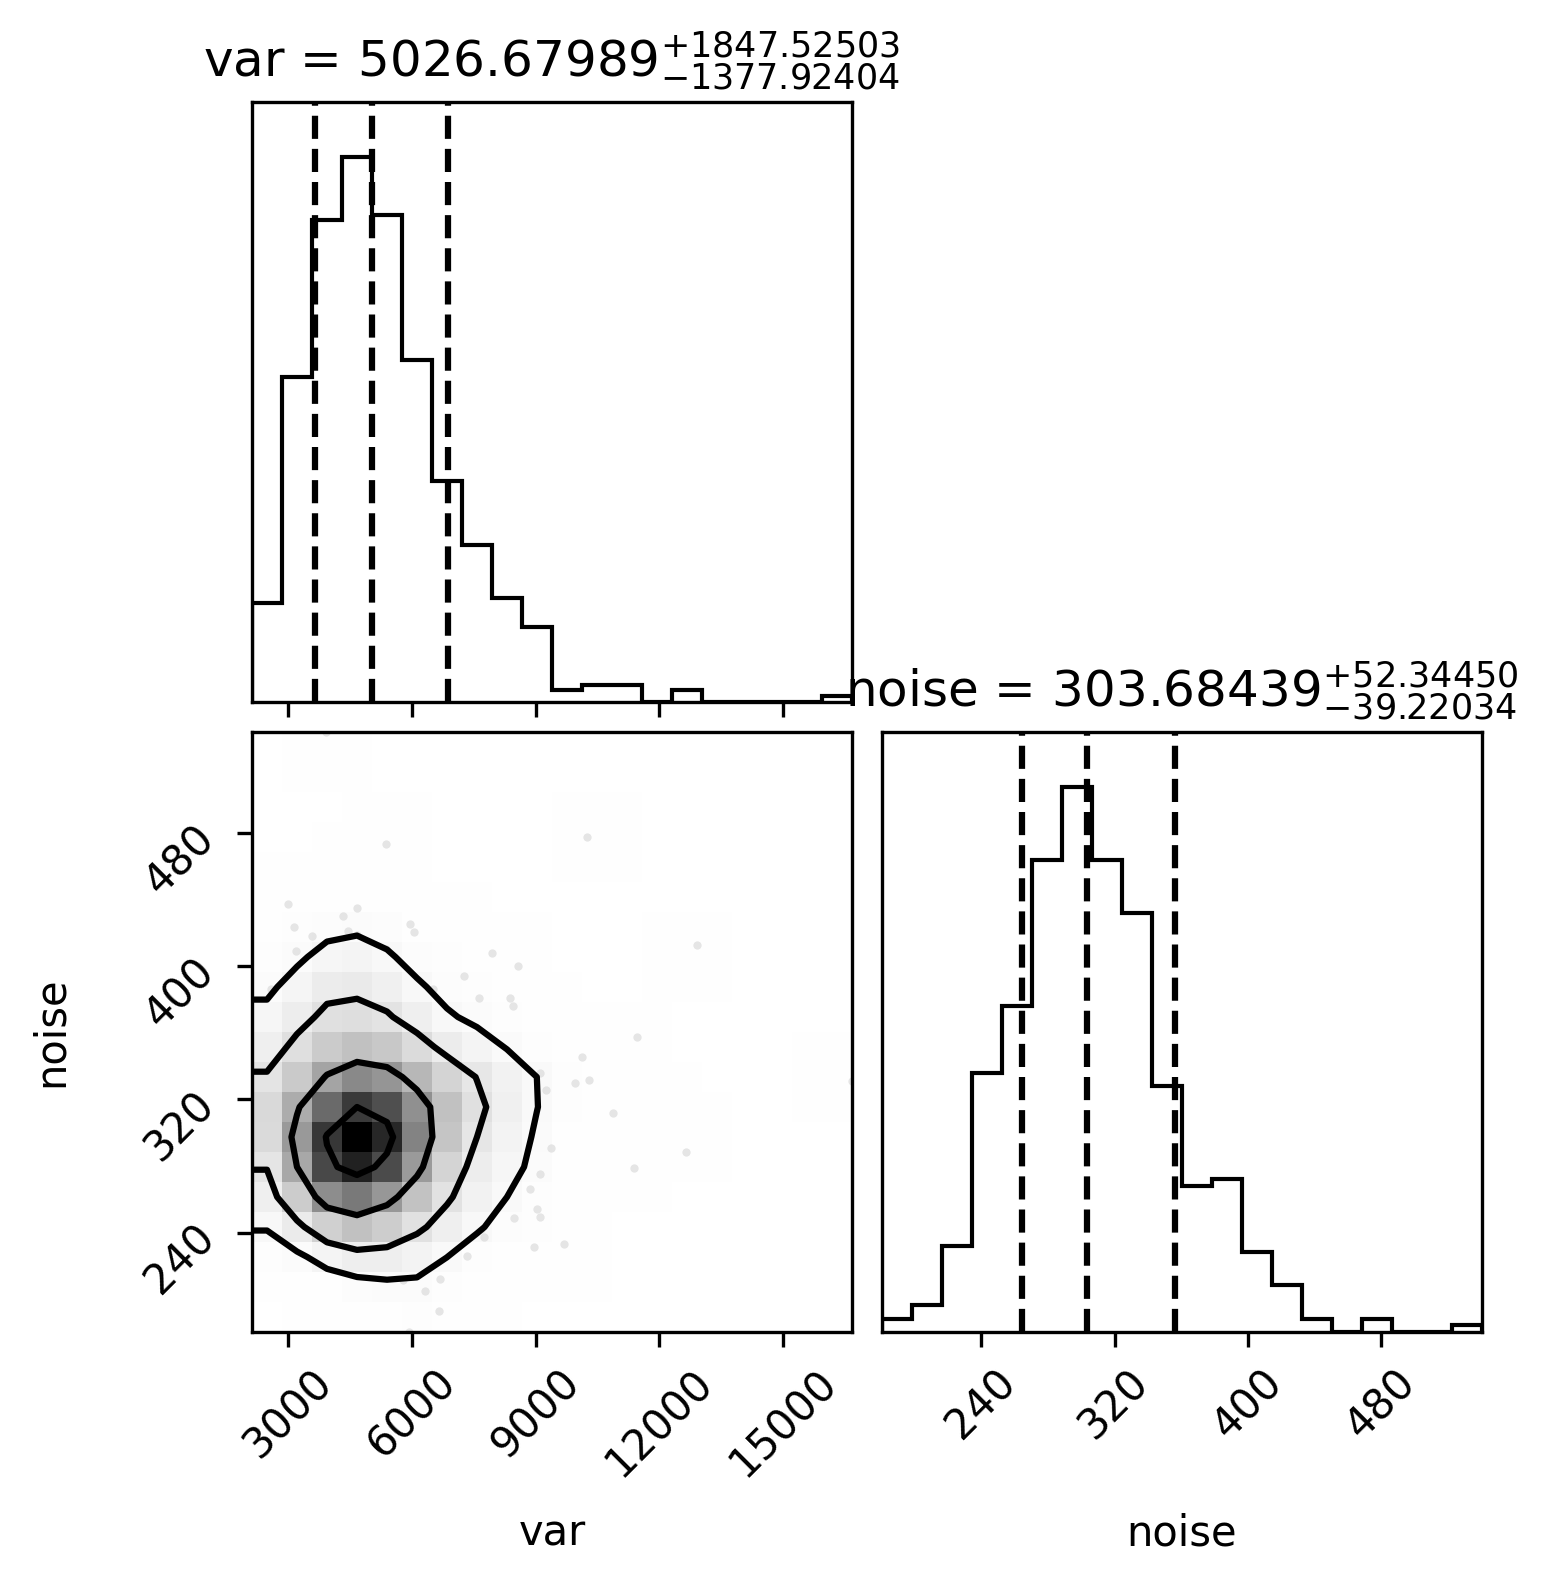 var = 5026.67989+1847.52503−1377.92404
noise = 303.68439+52.34450−39.22034
480
400
320
240
noise
3000 6000 9000 12000 15000
240 320 400 480
var
noise